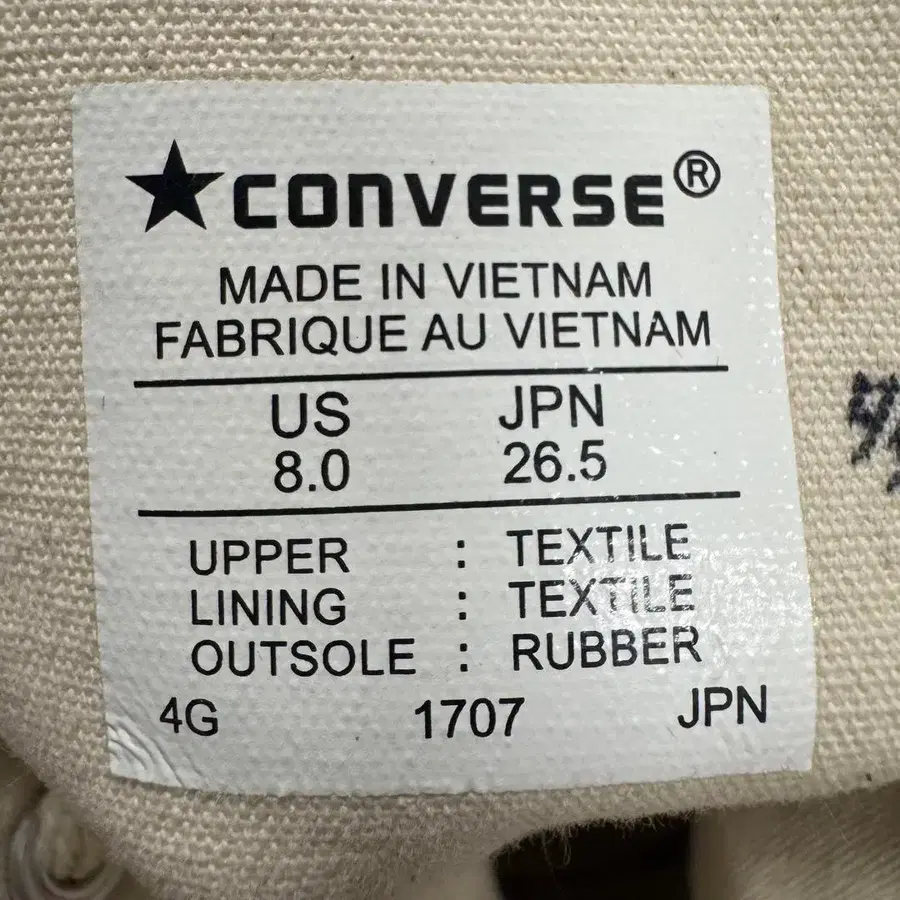 ★CONVERSE®
MADE IN VIETNAM
FABRIQUE AU VIETNAM
US JPN
8.0 26.5
UPPER : TEXTILE
LINING : TEXTILE
OUTSOLE : RUBBER
4G 1707 JPN